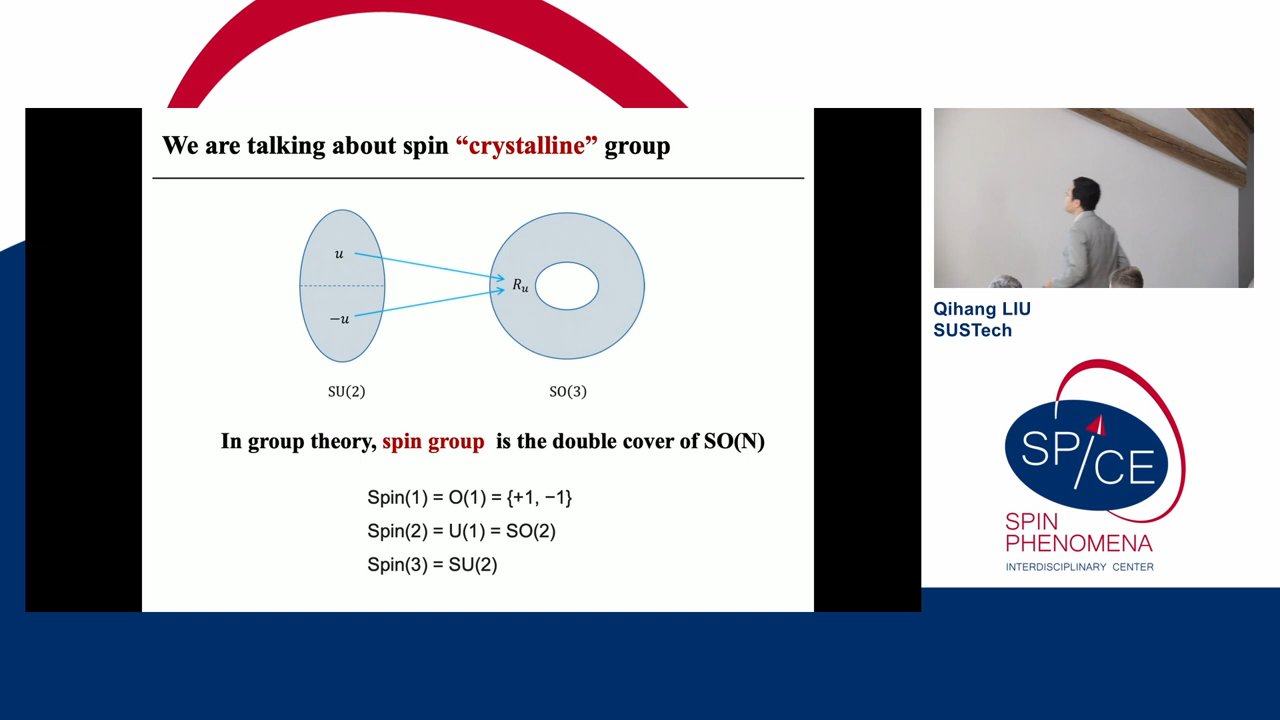 We are talking about spin “crystalline” group
u
−u
R_u
SU(2)
SO(3)
In group theory, spin group is the double cover of SO(N)
Spin(1) = O(1) = {+1, −1}
Spin(2) = U(1) = SO(2)
Spin(3) = SU(2)
Qihang LIU
SUSTech
SP/CE
SPIN
PHENOMENA
INTERDISCIPLINARY CENTER